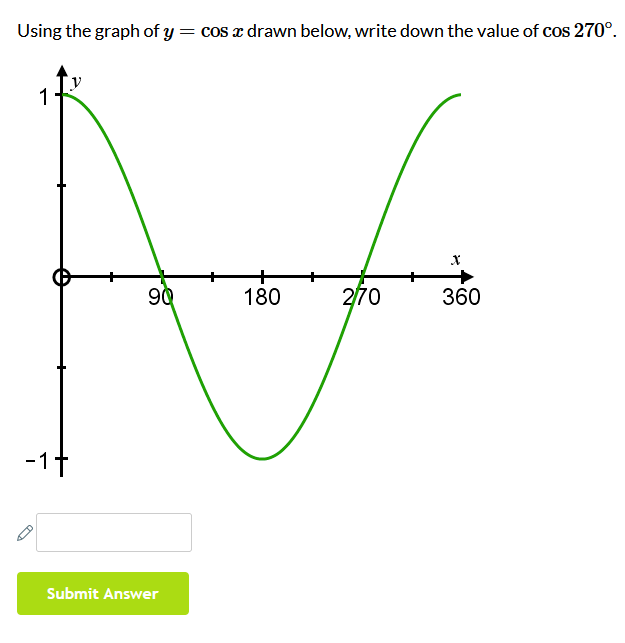 Using the graph of y = cos x drawn below, write down the value of cos 270°.
y
1
x
O
90 180 270 360
-1
Submit Answer